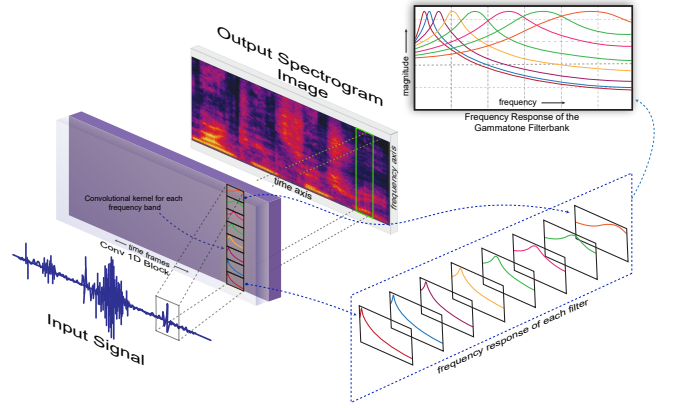 Output Spectrogram
Image
magnitude
frequency
Frequency Response of the
Gammatone Filterbank
time axis
frequency axis
Convolutional kernel for each
frequency band
time frames
Conv 1D Block
Input Signal
frequency response of each filter